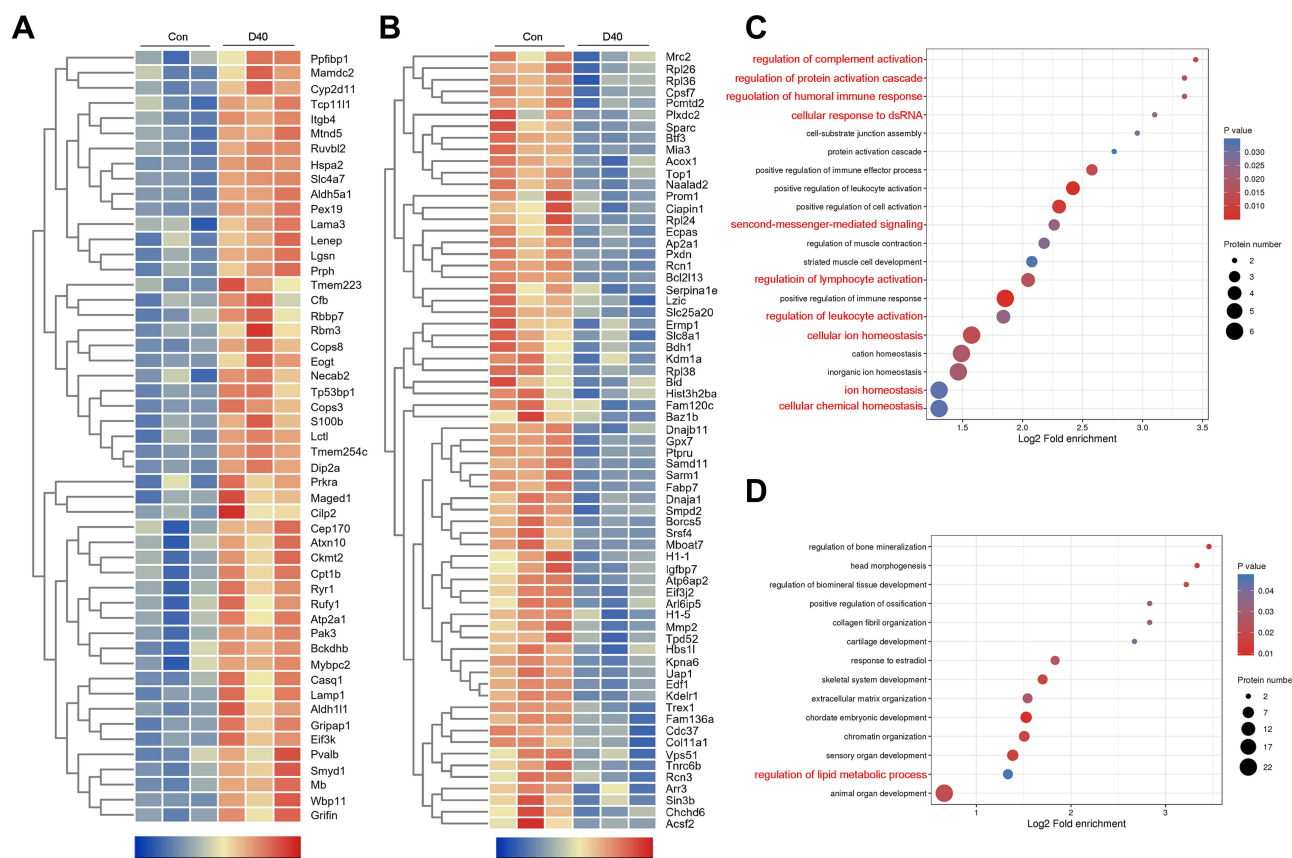 A
Con
D40
Ppfibp1
Mamdc2
Cyp2d11
Tcp11l1
Itgb4
Mtnd5
Ruvbl2
Hspa2
Slc4a7
Aldh5a1
Pex19
Lama3
Lenep
Lgsn
Prph
Tmem223
Cfb
Rbbp7
Rbm3
Cops8
Eogt
Necab2
Tp53bp1
Cops3
S100b
Lctl
Tmem254c
Dip2a
Prkra
Maged1
Cilp2
Cep170
Atxn10
Ckmt2
Cpt1b
Ryr1
Rufy1
Atp2a1
Pak3
Bckdhb
Mybpc2
Casq1
Lamp1
Aldh1l1
Gripap1
Eif3k
Pvalb
Smyd1
Mb
Wbp11
Grifin
B
Con
D40
Mrc2
Rpl26
Rpl36
Cpsf7
Pcmtd2
Plxdc2
Sparc
Btf3
Mia3
Acox1
Top1
Naalad2
Prom1
Ciapin1
Rpl24
Ecpas
Ap2a1
Pxdn
Rcn1
Bcl2l13
Serpina1e
Lzic
Slc25a20
Ermp1
Slc8a1
Bdh1
Kdm1a
Rpl38
Bid
Hist3h2ba
Fam120c
Baz1b
Dnajb11
Gpx7
Ptpru
Samd11
Sarm1
Fabp7
Dnaja1
Smpd2
Borcs5
Srsf4
Mboat7
H1-1
Igfbp7
Atp6ap2
Eif3j2
Arl6ip5
H1-5
Mmp2
Tpd52
Hbs1l
Kpna6
Uap1
Edf1
Kdelr1
Trex1
Fam136a
Cdc37
Col11a1
Vps51
Tnrc6b
Rcn3
Arr3
Sin3b
Chchd6
Acsf2
C
regulation of complement activation
regulation of protein activation cascade
reguolation of humoral immune response
cellular response to dsRNA
cell-substrate junction assembly
protein activation cascade
positive regulation of immune effector process
positive regulation of leukocyte activation
positive regulation of cell activation
sencond-messenger-mediated signaling
regulation of muscle contraction
striated muscle cell development
regulatioin of lymphocyte activation
positive regulation of immune response
regulation of leukocyte activation
cellular ion homeostasis
cation homeostasis
inorganic ion homeostasis
ion homeostasis
cellular chemical homeostasis
1.5 2.0 2.5 3.0 3.5
Log2 Fold enrichment
P value
0.030
0.025
0.020
0.015
0.010
Protein number
2
3
4
5
6
D
regulation of bone mineralization
head morphogenesis
regulation of biomineral tissue development
positive regulation of ossification
collagen fibril organization
cartilage development
response to estradiol
skeletal system development
extracellular matrix organization
chordate embryonic development
chromatin organization
sensory organ development
regulation of lipid metabolic process
animal organ development
1 2 3
Log2 Fold enrichment
P value
0.04
0.03
0.02
0.01
Protein number
2
7
12
17
22